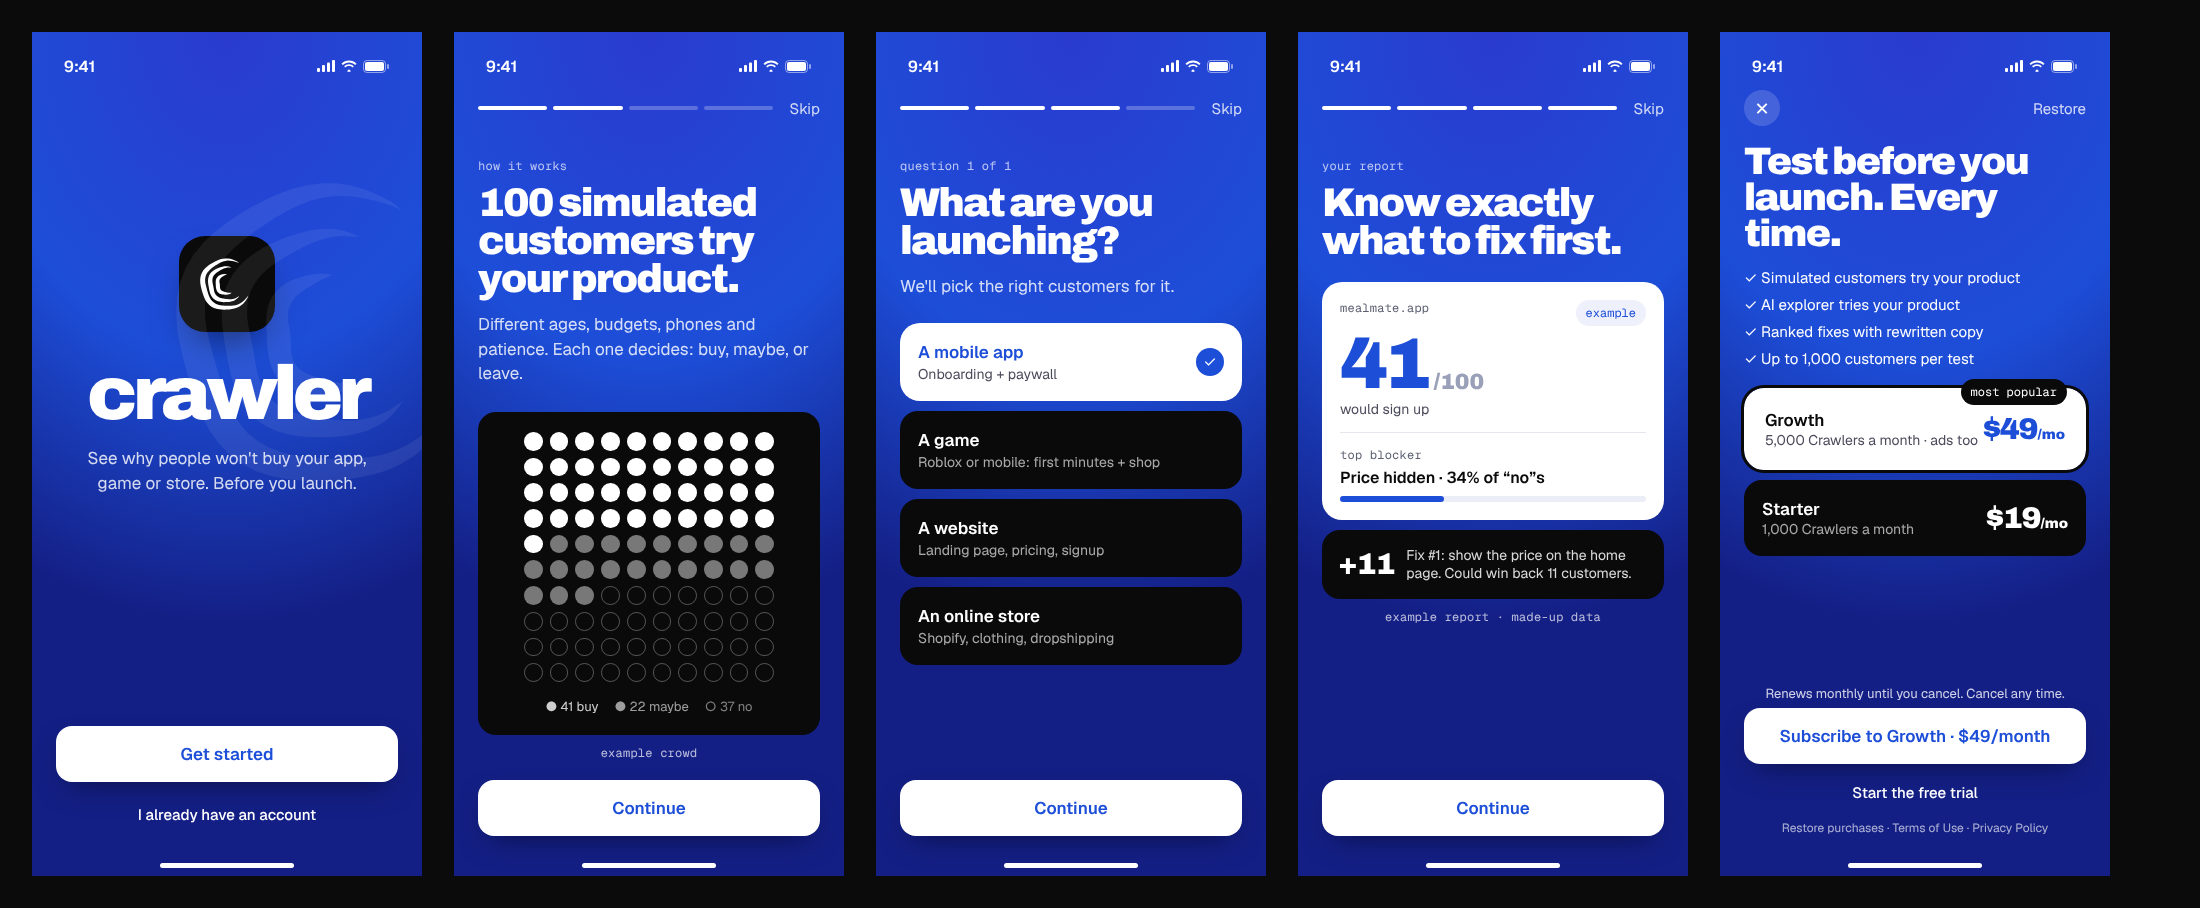 9:41
crawler
See why people won't buy your app,
game or store. Before you launch.
Get started
I already have an account
9:41
Skip
how it works
100 simulated
customers try
your product.
Different ages, budgets, phones and
patience. Each one decides: buy, maybe, or
leave.
41 buy 22 maybe 37 no
example crowd
Continue
9:41
Skip
question 1 of 1
What are you
launching?
We'll pick the right customers for it.
A mobile app
Onboarding + paywall
A game
Roblox or mobile: first minutes + shop
A website
Landing page, pricing, signup
An online store
Shopify, clothing, dropshipping
Continue
9:41
Skip
your report
Know exactly
what to fix first.
mealmate.app
example
41/100
would sign up
top blocker
Price hidden · 34% of “no”s
+11
Fix #1: show the price on the home
page. Could win back 11 customers.
example report · made-up data
Continue
9:41
Restore
Test before you
launch. Every
time.
✓ Simulated customers try your product
✓ AI explorer tries your product
✓ Ranked fixes with rewritten copy
✓ Up to 1,000 customers per test
most popular
Growth
5,000 Crawlers a month · ads too
$49/mo
Starter
1,000 Crawlers a month
$19/mo
Renews monthly until you cancel. Cancel any time.
Subscribe to Growth · $49/month
Start the free trial
Restore purchases · Terms of Use · Privacy Policy